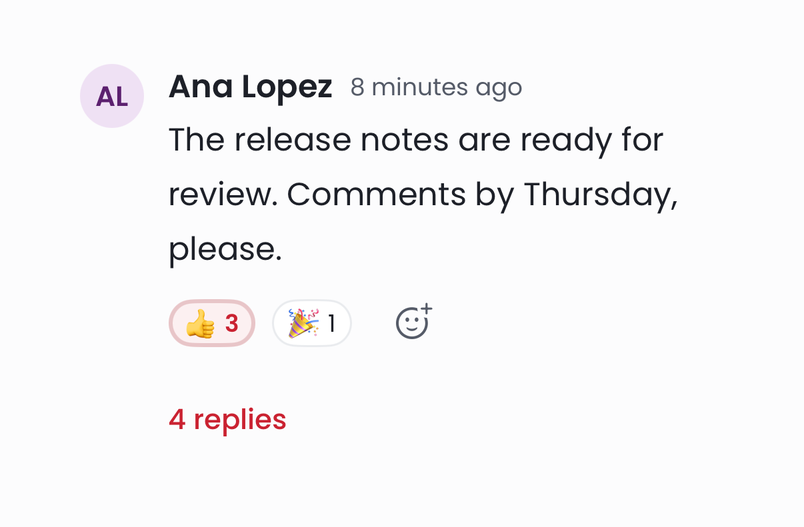 AL
Ana Lopez 8 minutes ago
The release notes are ready for
review. Comments by Thursday,
please.
👍 3 🎉 1
4 replies